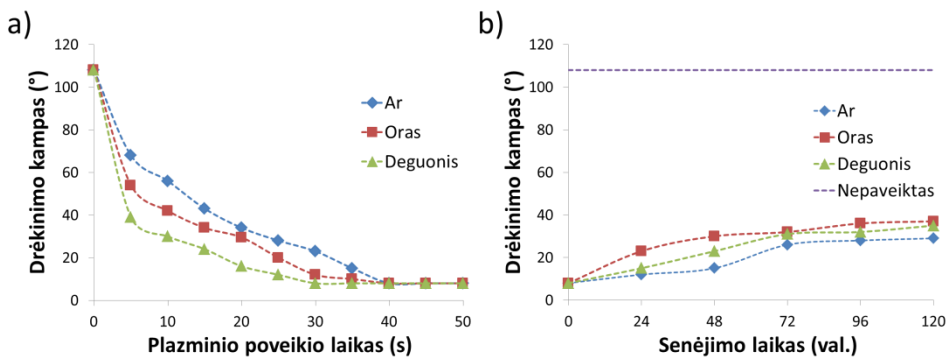 a)
Drėkinimo kampas (°)
120
100
80
60
40
20
0
Ar
Oras
Deguonis
0 10 20 30 40 50
Plazminio poveikio laikas (s)
b)
Drėkinimo kampas (°)
120
100
80
60
40
20
0
Ar
Oras
Deguonis
Nepaveiktas
0 24 48 72 96 120
Senėjimo laikas (val.)